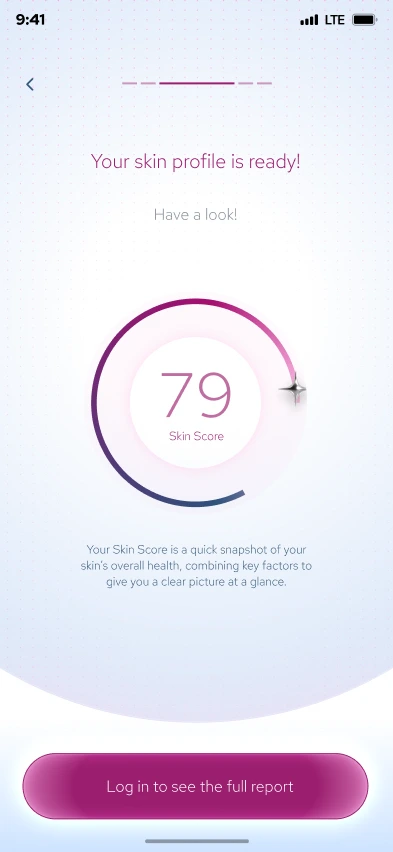 9:41
LTE
Your skin profile is ready!
Have a look!
79
Skin Score
Your Skin Score is a quick snapshot of your
skin's overall health, combining key factors to
give you a clear picture at a glance.
Log in to see the full report